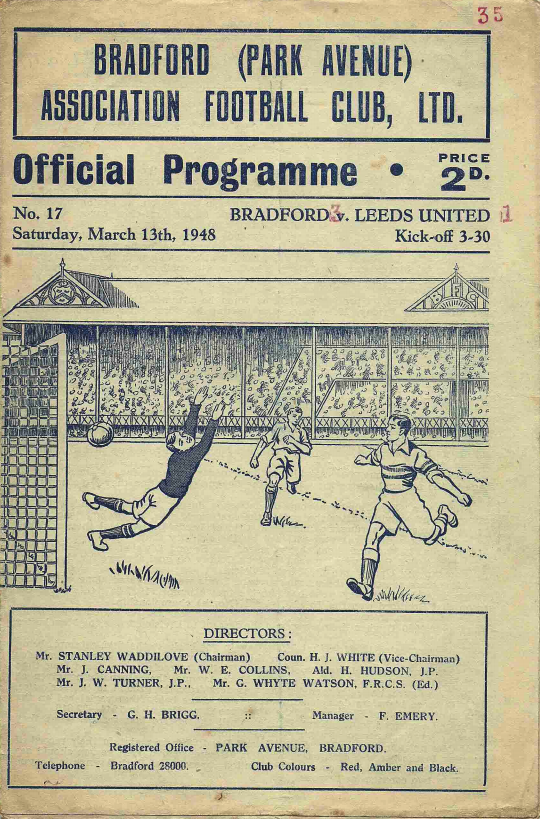 35
BRADFORD (PARK AVENUE)
ASSOCIATION FOOTBALL CLUB, LTD.
Official Programme • PRICE 2D.
No. 17 BRADFORD 3 v. LEEDS UNITED 1
Saturday, March 13th, 1948 Kick-off 3-30
DIRECTORS:
Mr. STANLEY WADDILOVE (Chairman) Coun. H. J. WHITE (Vice-Chairman)
Mr. J. CANNING, Mr. W. E. COLLINS, Ald. H. HUDSON, J.P.
Mr. J. W. TURNER, J.P., Mr. G. WHYTE WATSON, F.R.C.S. (Ed.)
Secretary - G. H. BRIGG. :: Manager - F. EMERY.
Registered Office - PARK AVENUE, BRADFORD.
Telephone - Bradford 28000. Club Colours - Red, Amber and Black.